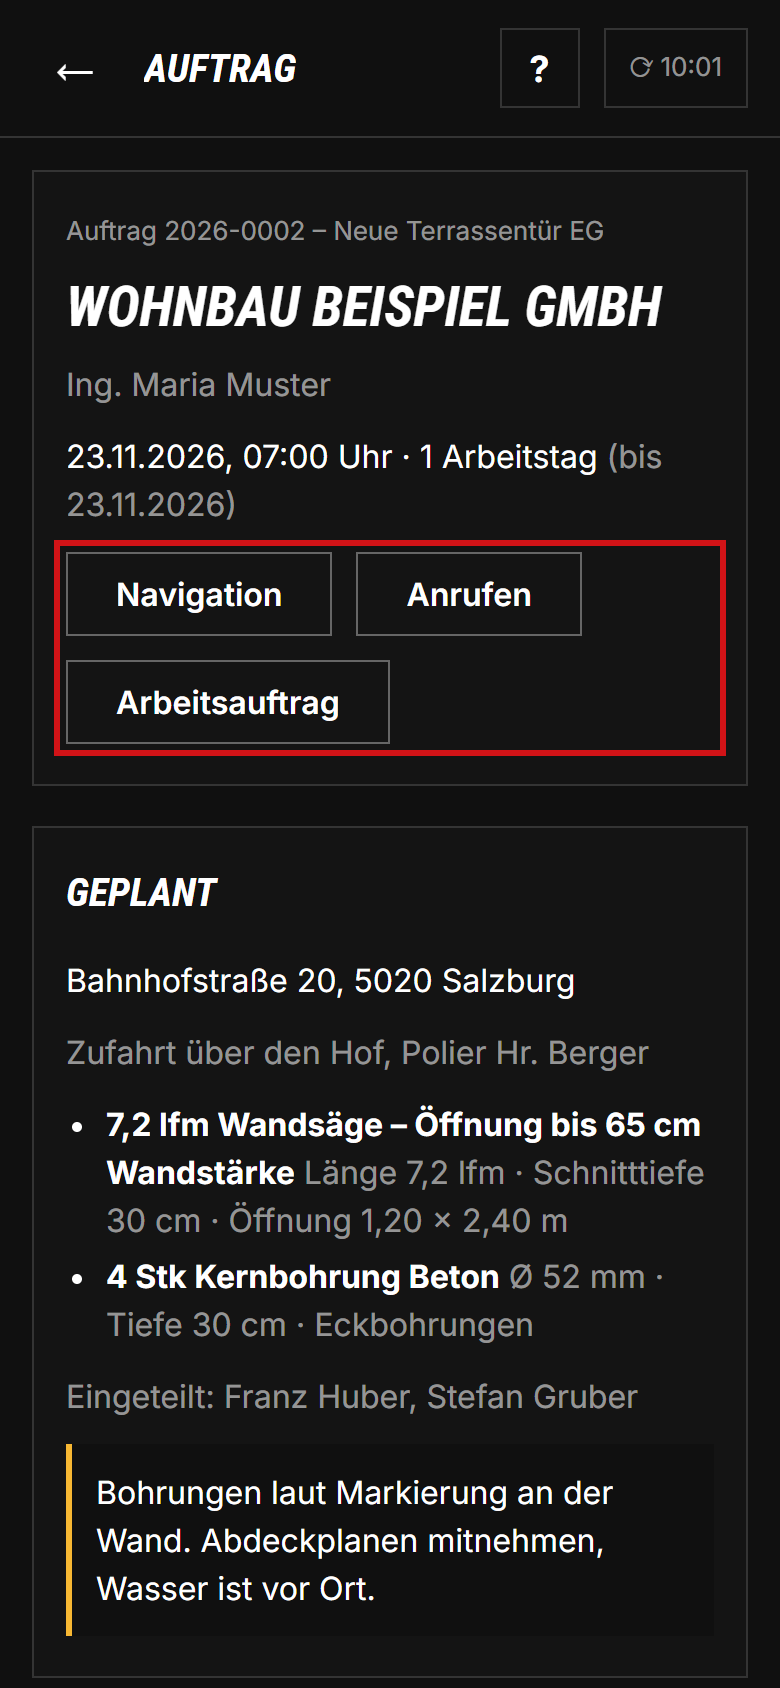 ← AUFTRAG ? ⟳ 10:01
Auftrag 2026-0002 – Neue Terrassentür EG
WOHNBAU BEISPIEL GMBH
Ing. Maria Muster
23.11.2026, 07:00 Uhr · 1 Arbeitstag (bis
23.11.2026)
Navigation Anrufen
Arbeitsauftrag
GEPLANT
Bahnhofstraße 20, 5020 Salzburg
Zufahrt über den Hof, Polier Hr. Berger
• 7,2 lfm Wandsäge – Öffnung bis 65 cm
Wandstärke Länge 7,2 lfm · Schnitttiefe
30 cm · Öffnung 1,20 × 2,40 m
• 4 Stk Kernbohrung Beton Ø 52 mm ·
Tiefe 30 cm · Eckbohrungen
Eingeteilt: Franz Huber, Stefan Gruber
Bohrungen laut Markierung an der
Wand. Abdeckplanen mitnehmen,
Wasser ist vor Ort.